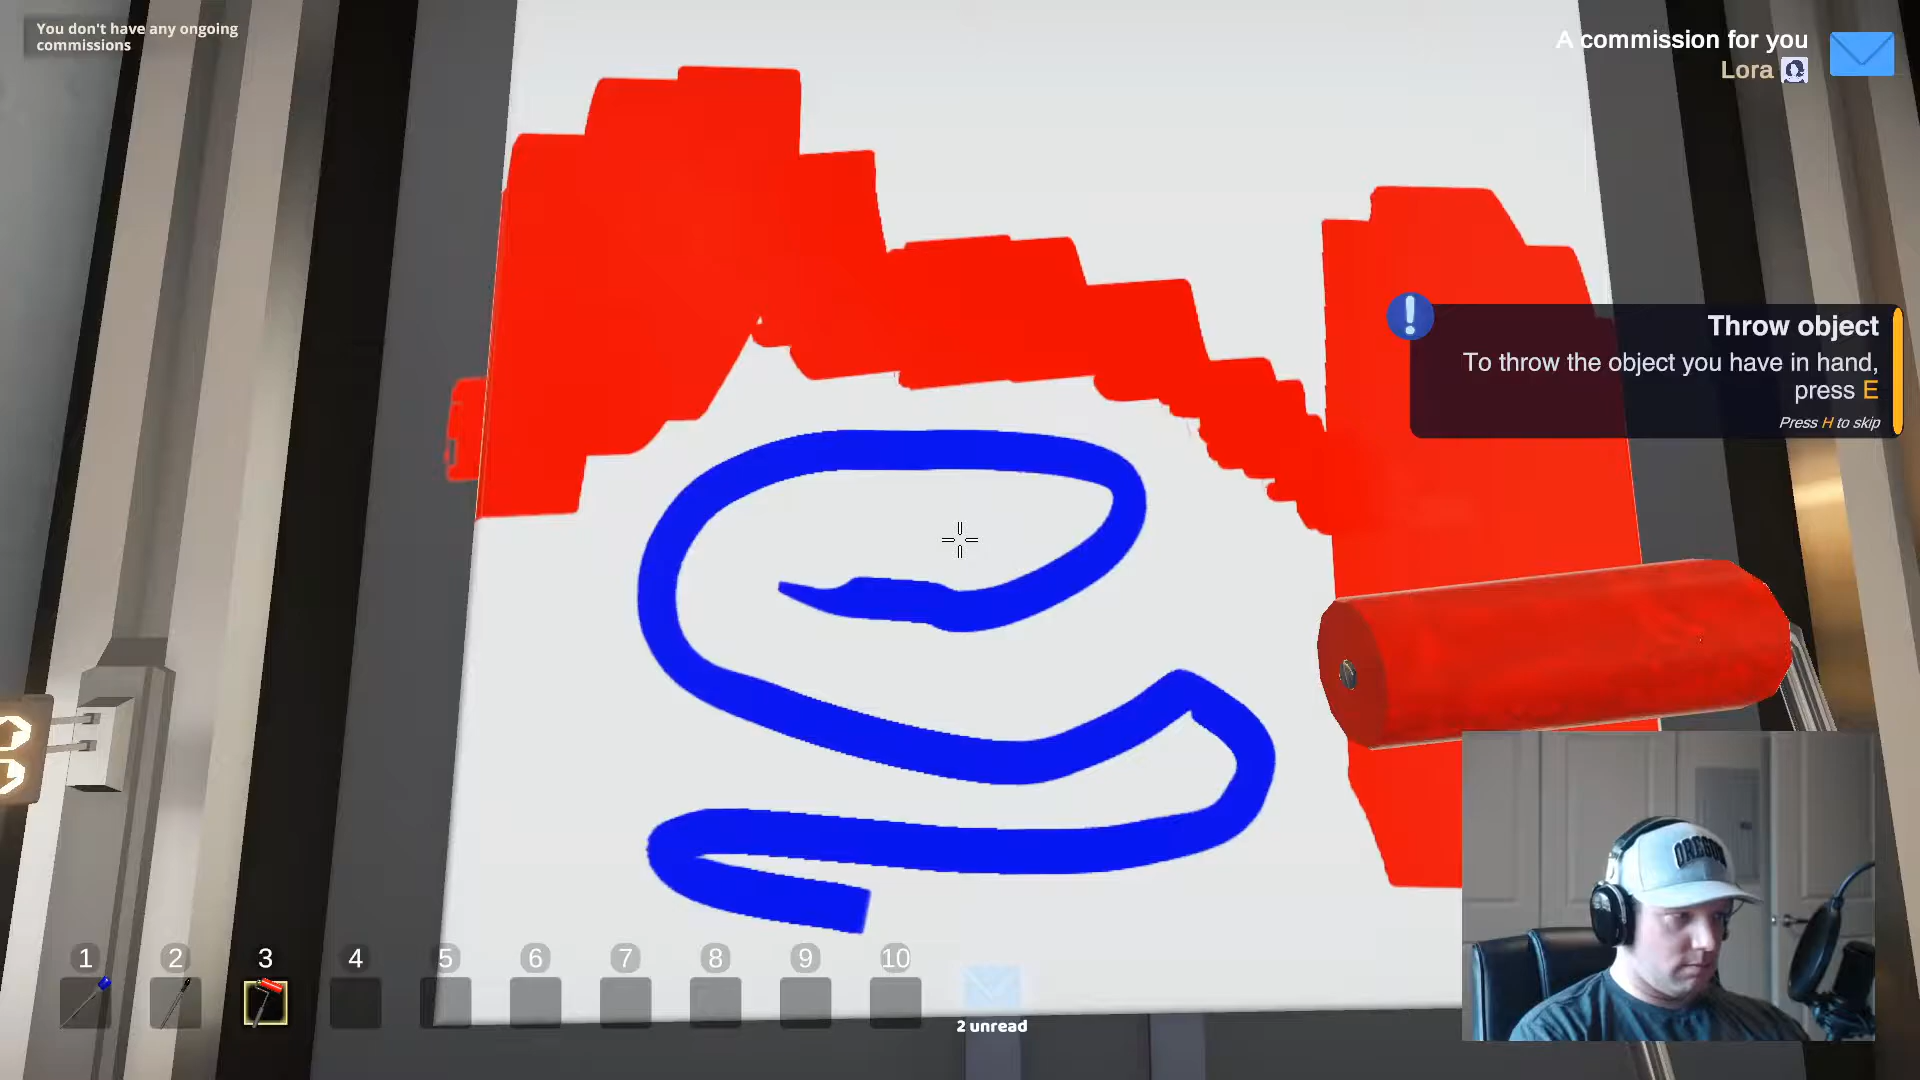 You don't have any ongoing
commissions
A commission for you
Lora
Throw object
To throw the object you have in hand,
press E
Press H to skip
OREGON
1 2 3 4 5 6 7 8 9 10
2 unread